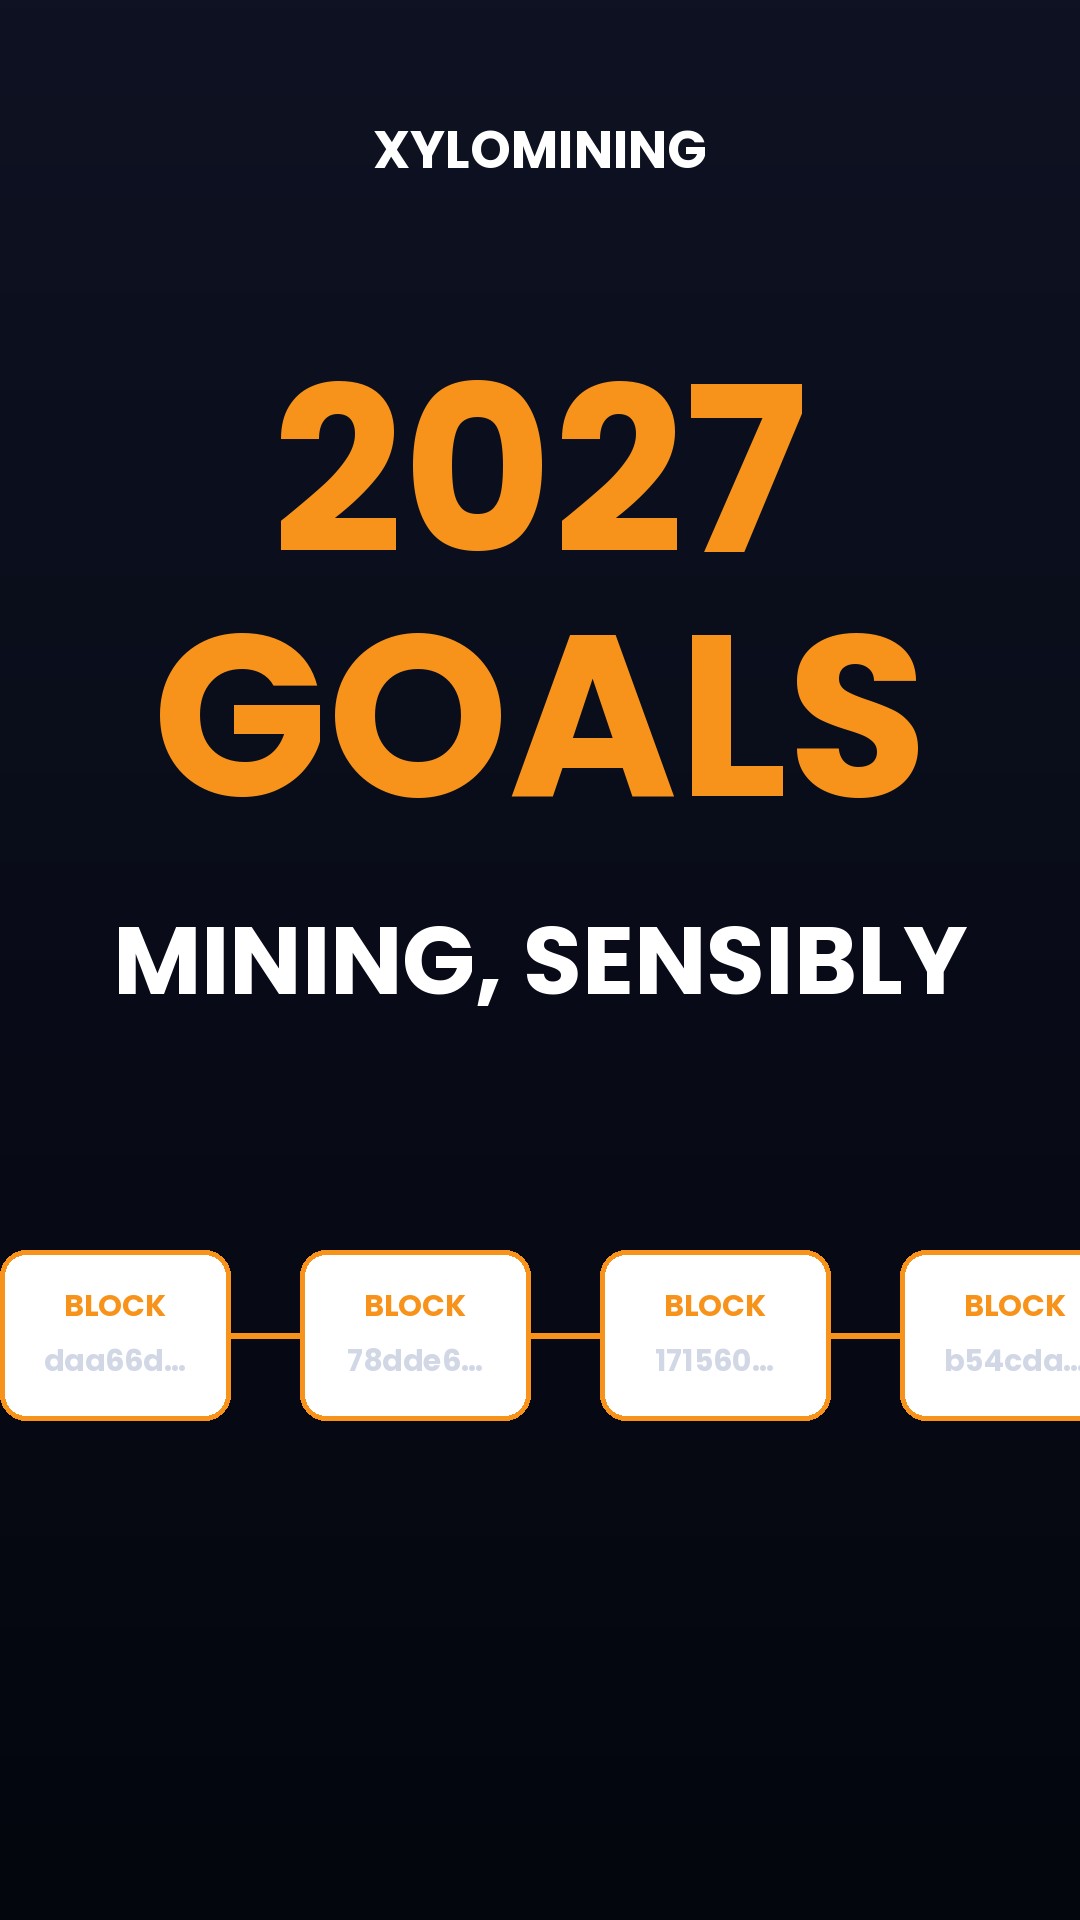 XYLOMINING
2027
GOALS
MINING, SENSIBLY
BLOCK BLOCK BLOCK BLOCK
daa66d... 78dde6... 171560... b54cda...